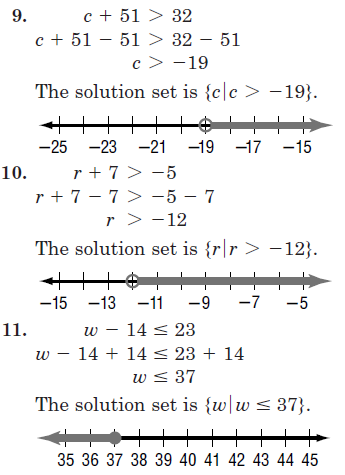 9. c + 51 > 32
c + 51 − 51 > 32 − 51
c > −19
The solution set is {c|c > −19}.
−25 −23 −21 −19 −17 −15
10. r + 7 > −5
r + 7 − 7 > −5 − 7
r > −12
The solution set is {r|r > −12}.
−15 −13 −11 −9 −7 −5
11. w − 14 ≤ 23
w − 14 + 14 ≤ 23 + 14
w ≤ 37
The solution set is {w|w ≤ 37}.
35 36 37 38 39 40 41 42 43 44 45